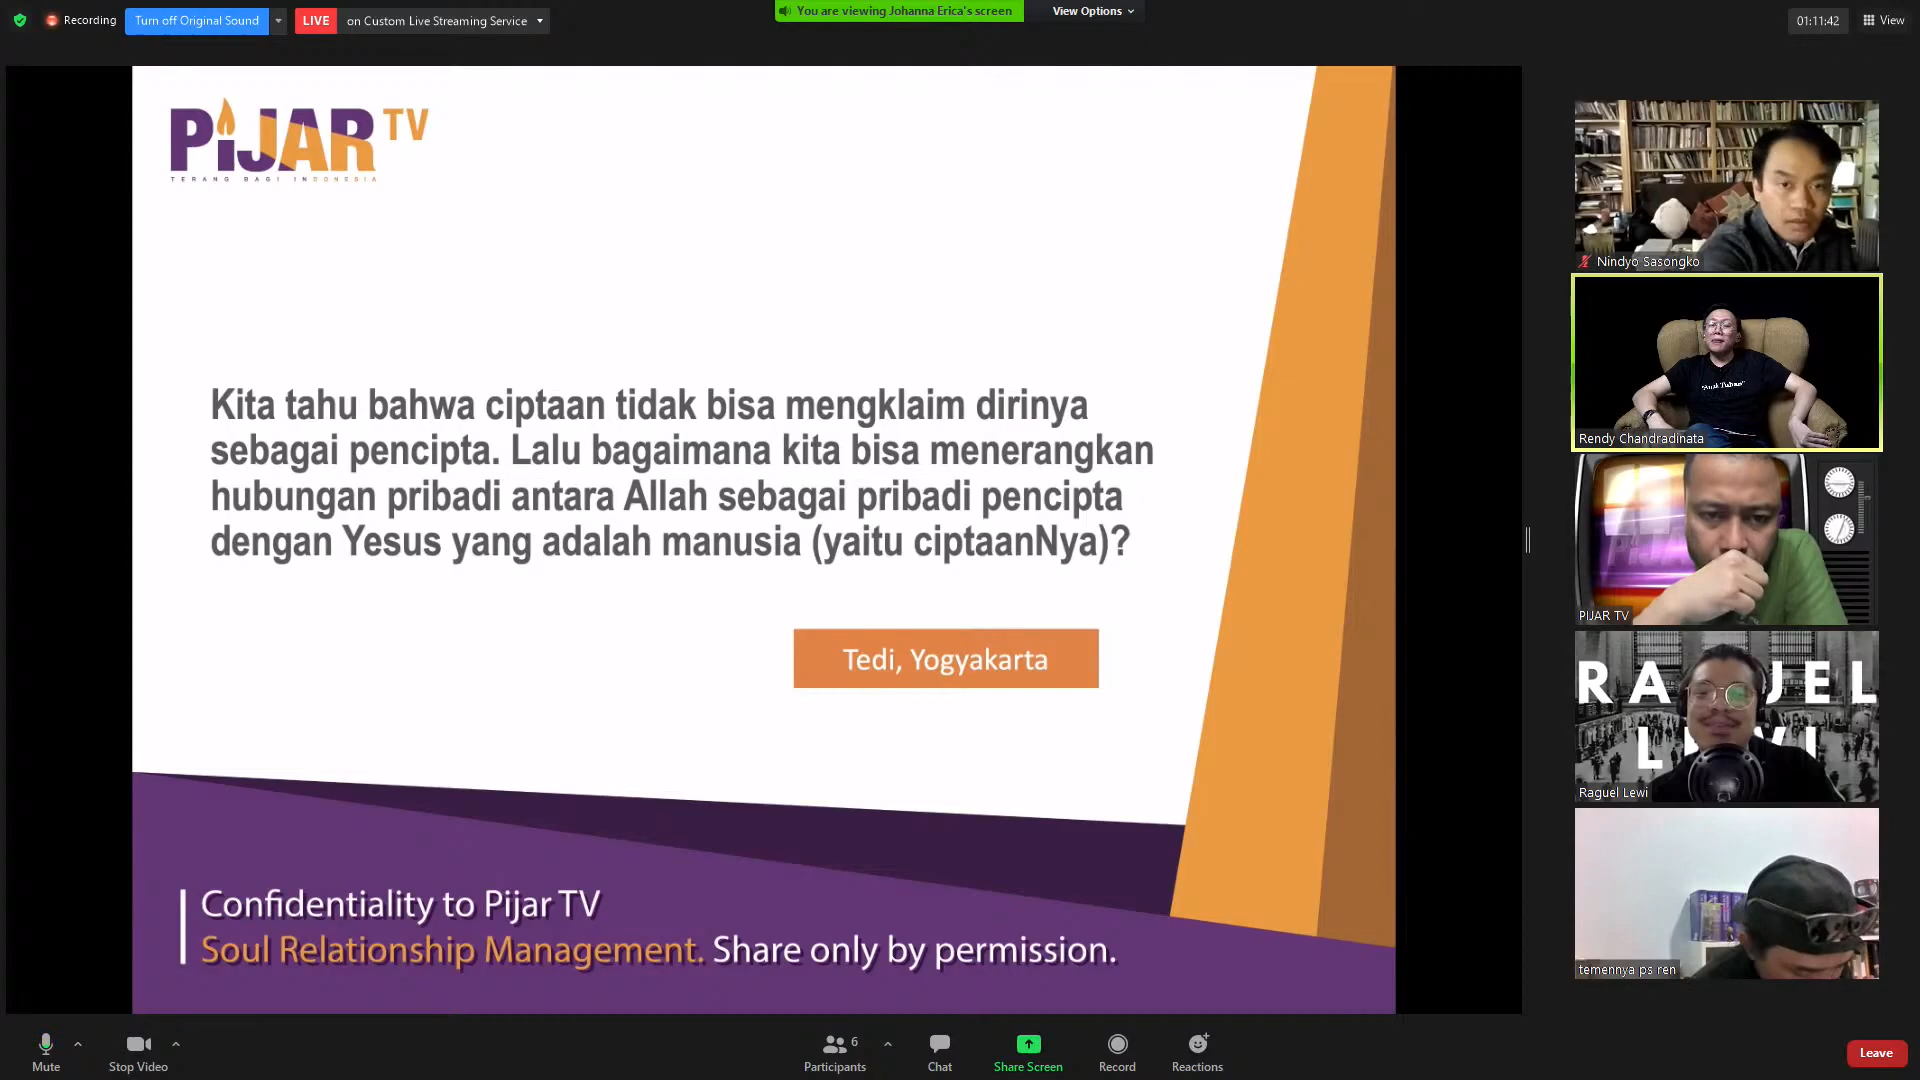 Recording
Turn off Original Sound
LIVE on Custom Live Streaming Service
You are viewing Johanna Erica's screen
View Options
01:11:42
View
PiJAR TV
TERANG BAGI INDONESIA
Kita tahu bahwa ciptaan tidak bisa mengklaim dirinya
sebagai pencipta. Lalu bagaimana kita bisa menerangkan
hubungan pribadi antara Allah sebagai pribadi pencipta
dengan Yesus yang adalah manusia (yaitu ciptaanNya)?
Tedi, Yogyakarta
Confidentiality to Pijar TV
Soul Relationship Management. Share only by permission.
Nindyo Sasongko
Rendy Chandradinata
PIJAR TV
RAGUEL
Raguel Lewi
temennya ps ren
Mute
Stop Video
Participants
6
Chat
Share Screen
Record
Reactions
Leave